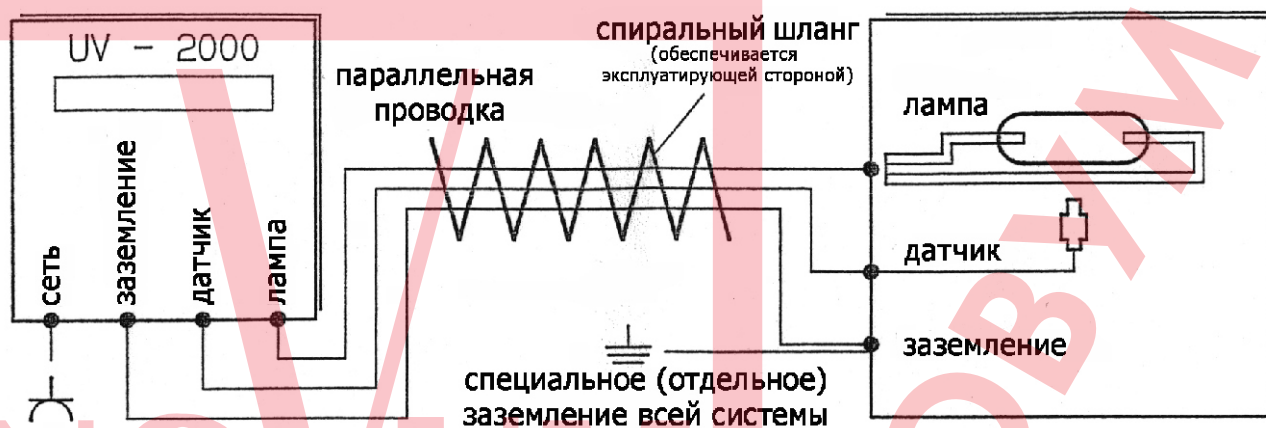 UV - 2000
сеть
заземление
датчик
лампа
параллельная
проводка
спиральный шланг
(обеспечивается
эксплуатирующей стороной)
специальное (отдельное)
заземление всей системы
лампа
датчик
заземление